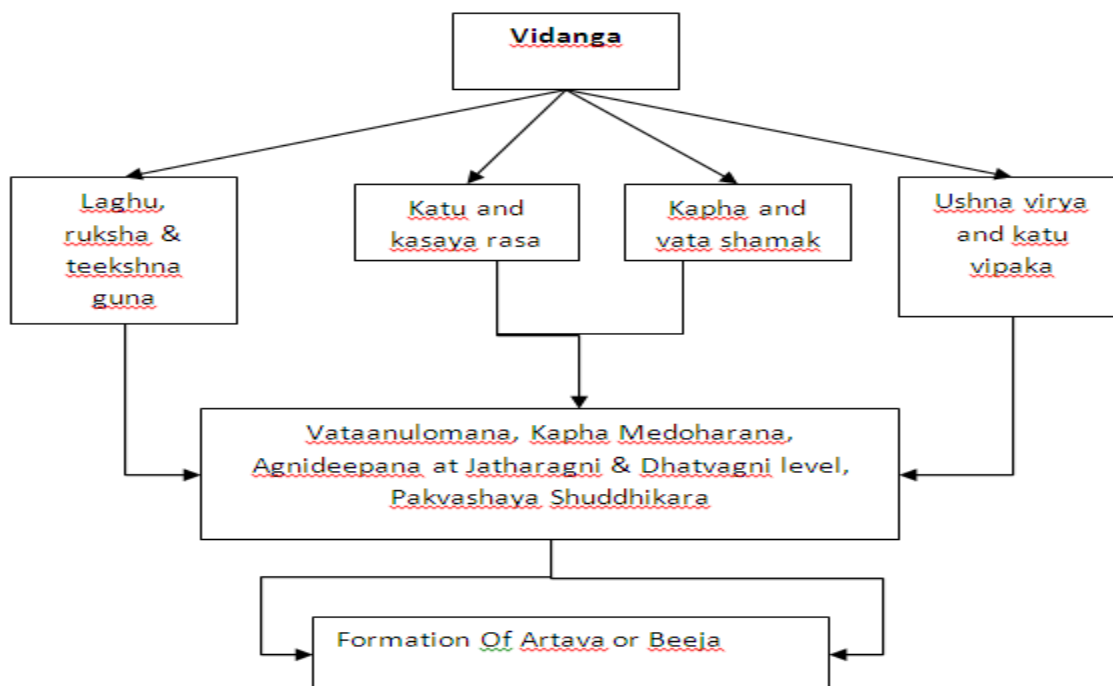 Vidanga
Laghu,
ruksha &
teekshna
guna
Katu and
kasaya rasa
Kapha and
vata shamak
Ushna virya
and katu
vipaka
Vataanulomana, Kapha Medoharana,
Agnideepana at Jatharagni & Dhatvagni level,
Pakvashaya Shuddhikara
Formation Of Artava or Beeja